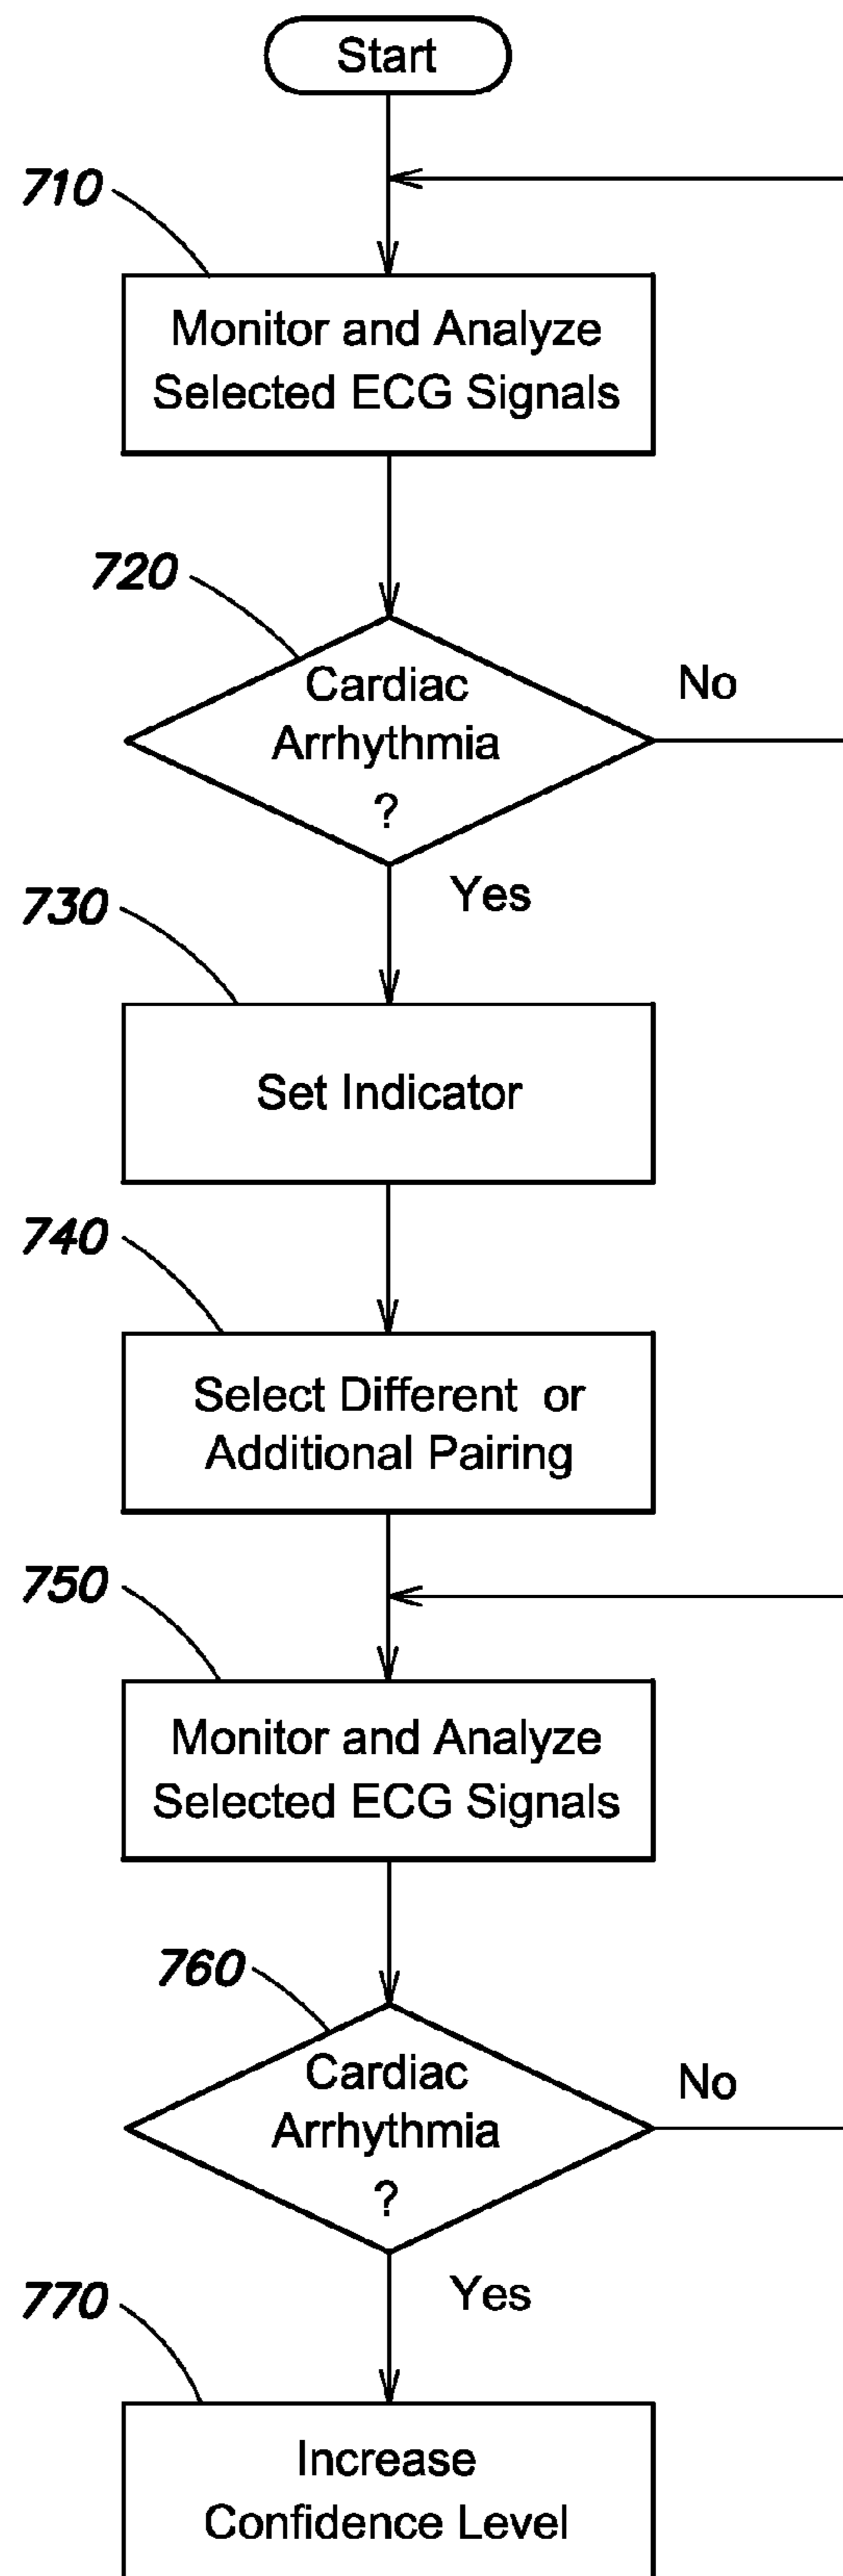 Start
710
Monitor and Analyze
Selected ECG Signals
720
Cardiac
Arrhythmia
?
No
Yes
730
Set Indicator
740
Select Different or
Additional Pairing
750
Monitor and Analyze
Selected ECG Signals
760
Cardiac
Arrhythmia
?
No
Yes
770
Increase
Confidence Level